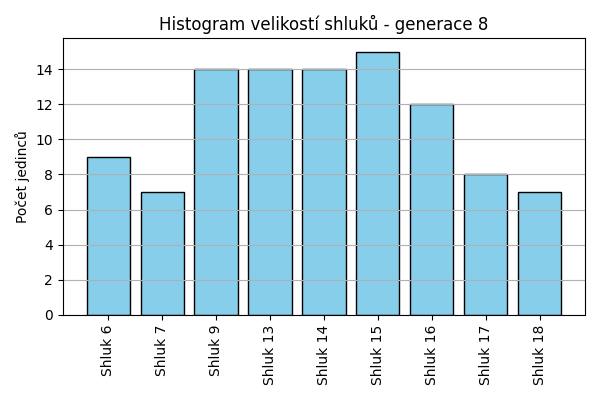 Histogram velikostí shluků - generace 8
Počet jedinců
14
12
10
8
6
4
2
0
Shluk 6
Shluk 7
Shluk 9
Shluk 13
Shluk 14
Shluk 15
Shluk 16
Shluk 17
Shluk 18